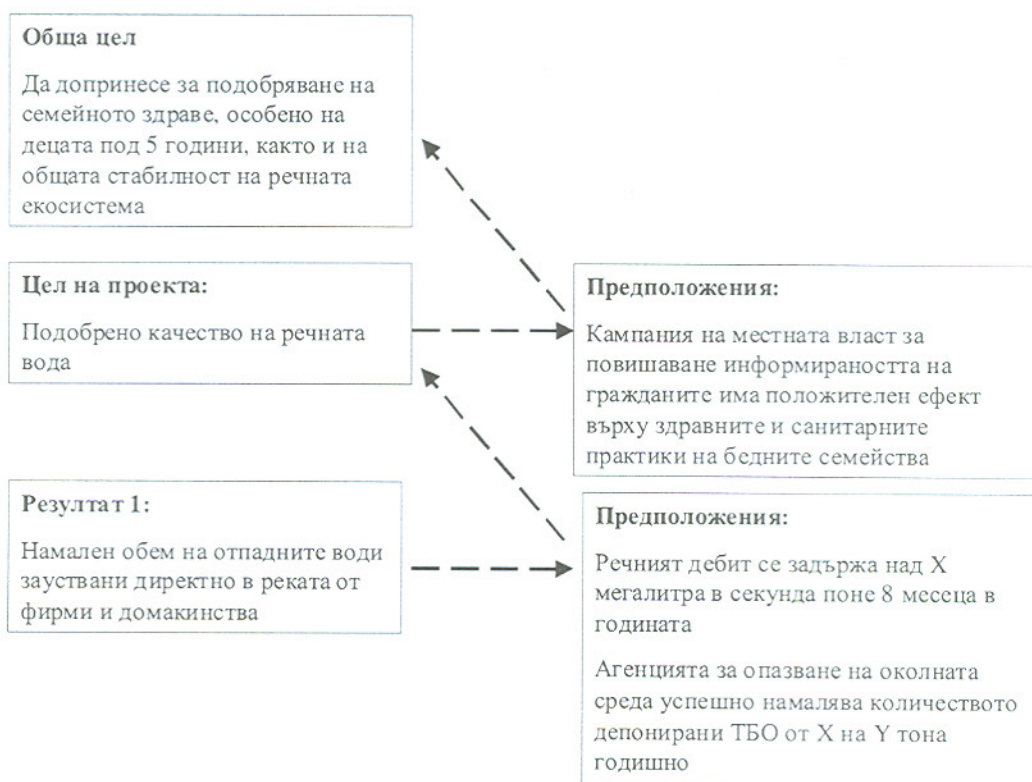 Обща цел
Да допринесе за подобряване на
семейното здраве, особено на
децата под 5 години, както и на
общата стабилност на речната
екосистема
Цел на проекта:
Подобрено качество на речната
вода
Предположения:
Кампания на местната власт за
повишаване информираността на
гражданите има положителен ефект
върху здравните и санитарните
практики на бедните семейства
Резултат 1:
Намален обем на отпадните води
зауствани директно в реката от
фирми и домакинства
Предположения:
Речният дебит се задържа над X
мегалитра в секунда поне 8 месеца в
годината
Агенцията за опазване на околната
среда успешно намалява количеството
депонирани ТБО от X на Y тона
годишно